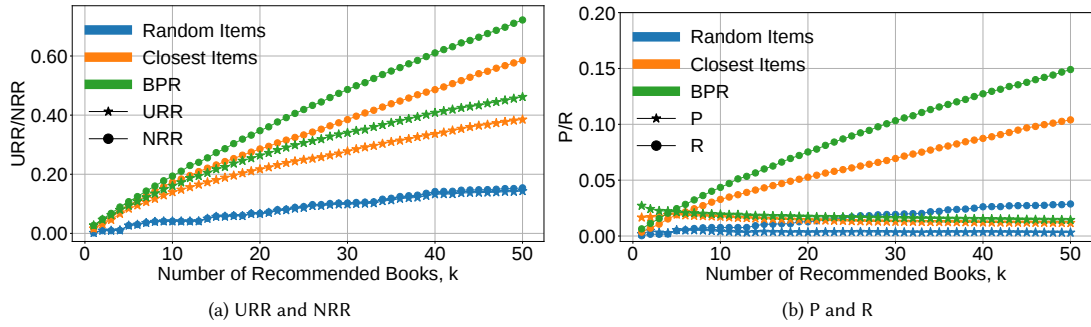 Random Items
Closest Items
BPR
URR
NRR
URR/NRR
0.60
0.40
0.20
0.00
0 10 20 30 40 50
Number of Recommended Books, k
(a) URR and NRR
Random Items
Closest Items
BPR
P
R
P/R
0.20
0.15
0.10
0.05
0.00
0 10 20 30 40 50
Number of Recommended Books, k
(b) P and R